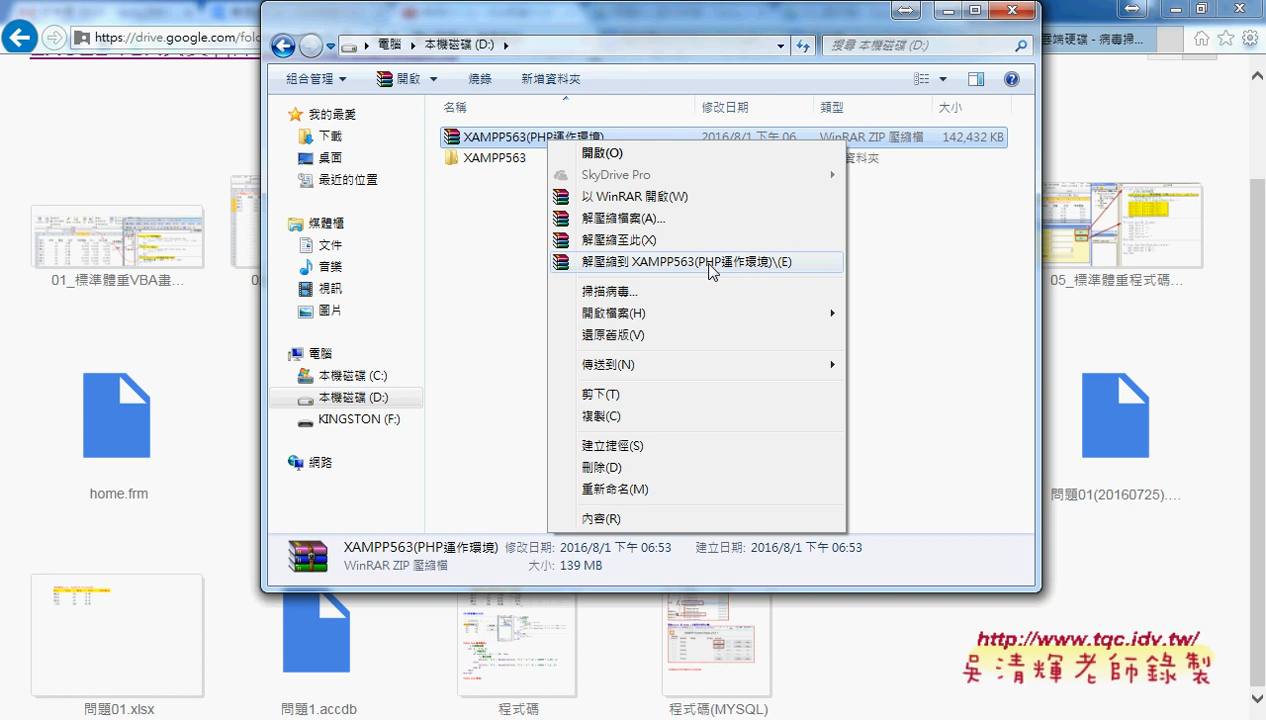 https://drive.google.com/fold
雲端硬碟 - 病毒掃...
電腦 ▸ 本機磁碟 (D:) ▸
搜尋 本機磁碟 (D:)
組合管理 ▼
開啟 ▼
燒錄
新增資料夾
我的最愛
下載
桌面
最近的位置
媒體櫃
文件
音樂
視訊
圖片
電腦
本機磁碟 (C:)
本機磁碟 (D:)
KINGSTON (F:)
網路
名稱
修改日期
類型
大小
XAMPP563(PHP運作環境)
2016/8/1 下午 06
WinRAR ZIP 壓縮檔
142,432 KB
XAMPP563
資料夾
開啟(O)
SkyDrive Pro
以 WinRAR 開啟(W)
解壓縮檔案(A)...
解壓縮至此(X)
解壓縮到 XAMPP563(PHP運作環境)\(E)
掃描病毒...
開啟檔案(H)
還原舊版(V)
傳送到(N)
剪下(T)
複製(C)
建立捷徑(S)
刪除(D)
重新命名(M)
內容(R)
XAMPP563(PHP運作環境)
修改日期: 2016/8/1 下午 06:53
建立日期: 2016/8/1 下午 06:53
WinRAR ZIP 壓縮檔
大小: 139 MB
01_標準體重VBA畫...
05_標準體重程式碼...
home.frm
問題01(20160725)....
問題01.xlsx
問題1.accdb
程式碼
程式碼(MYSQL)
http://www.tqc.idv.tw/
吳清輝老師錄製